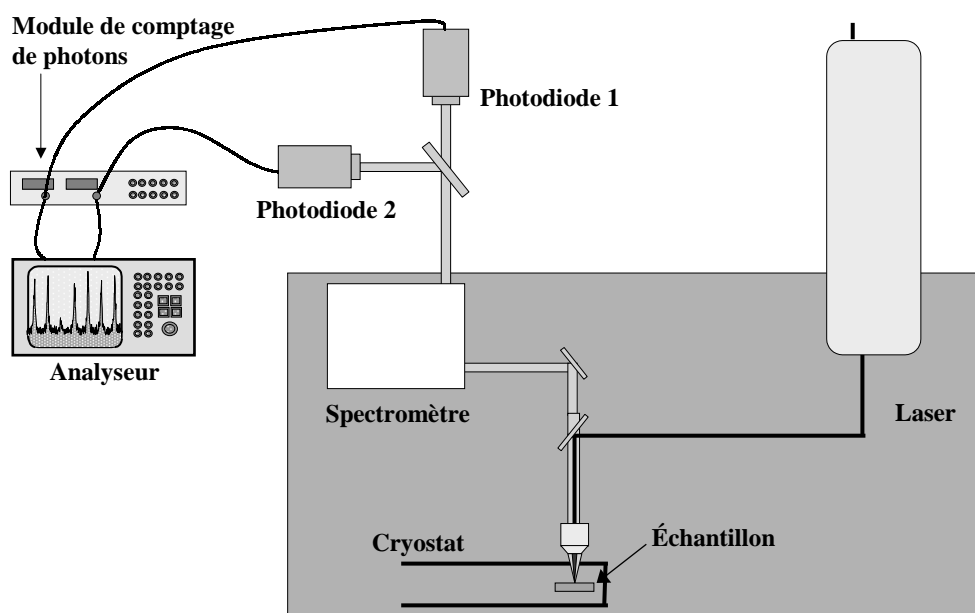 Module de comptage
de photons
Photodiode 1
Photodiode 2
Analyseur
Spectromètre
Laser
Cryostat
Échantillon